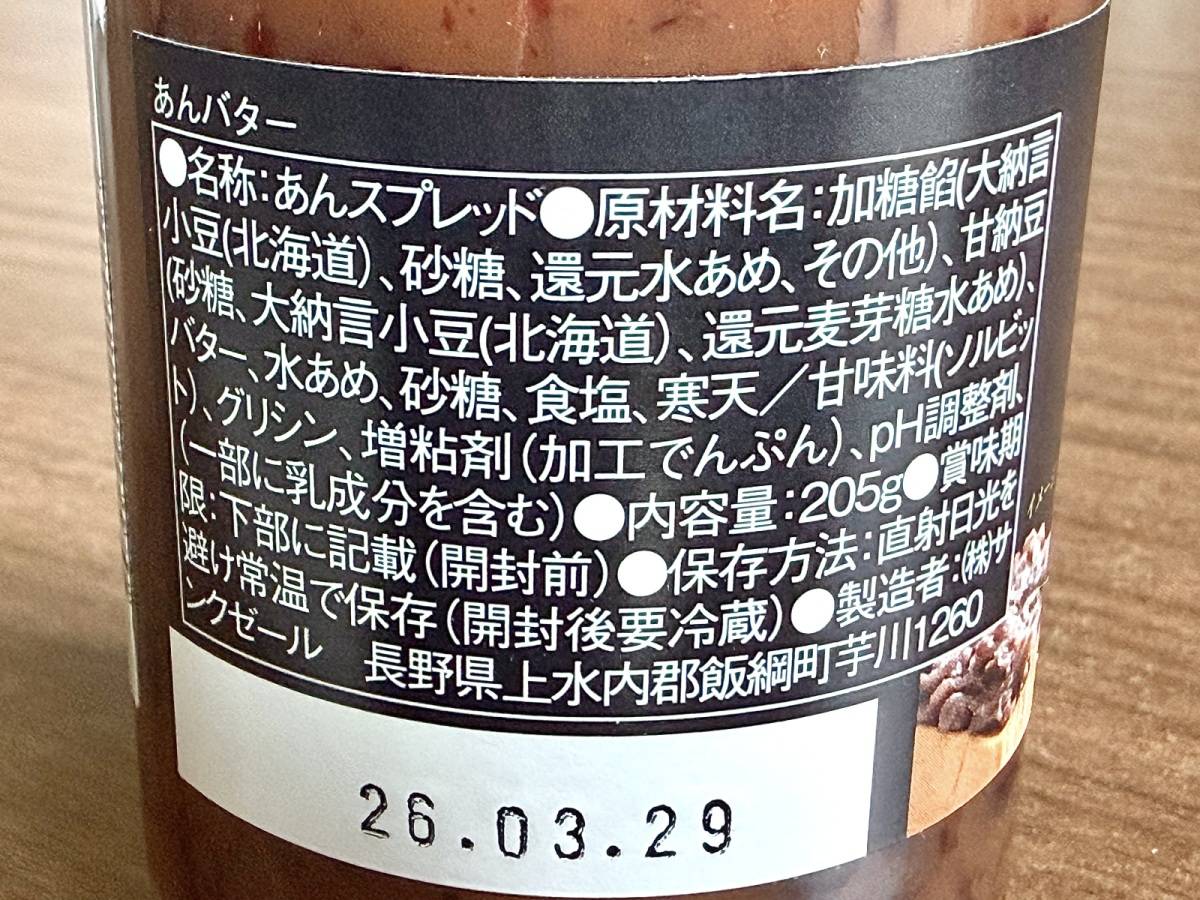 あんバター
●名称：あんスプレッド●原材料名：加糖餡(大納言
小豆(北海道)、砂糖、還元水あめ、その他)、甘納豆
(砂糖、大納言小豆(北海道)、還元麦芽糖水あめ)、
バター、水あめ、砂糖、食塩、寒天／甘味料(ソルビッ
ト)、グリシン、増粘剤(加工でんぷん)、pH調整剤、
(一部に乳成分を含む)●内容量：205g●賞味期
限：下部に記載(開封前)●保存方法：直射日光を
避け常温で保存(開封後要冷蔵)●製造者：(株)サ
ンクゼール 長野県上水内郡飯綱町芋川1260
26.03.29